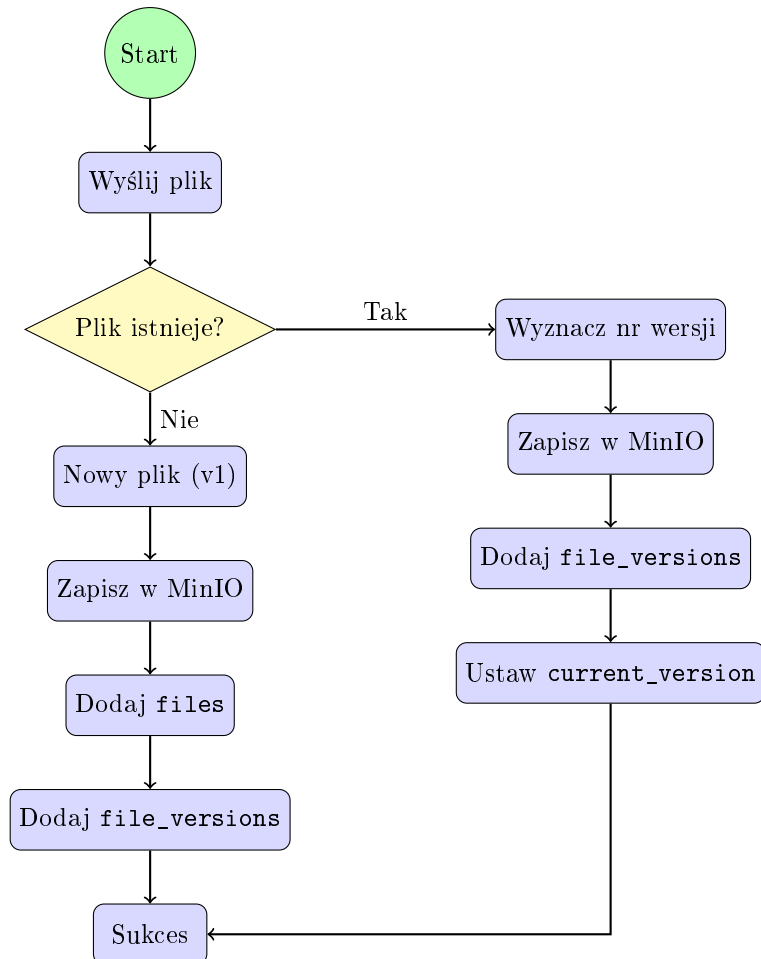 Start
Wyślij plik
Plik istnieje?
Tak
Wyznacz nr wersji
Nie
Zapisz w MinIO
Nowy plik (v1)
Dodaj file_versions
Zapisz w MinIO
Ustaw current_version
Dodaj files
Dodaj file_versions
Sukces